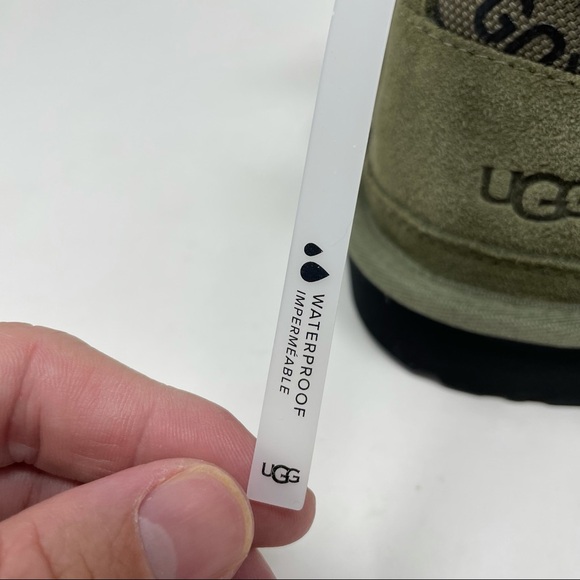 WATERPROOF
IMPERMÉABLE
UGG
UGG